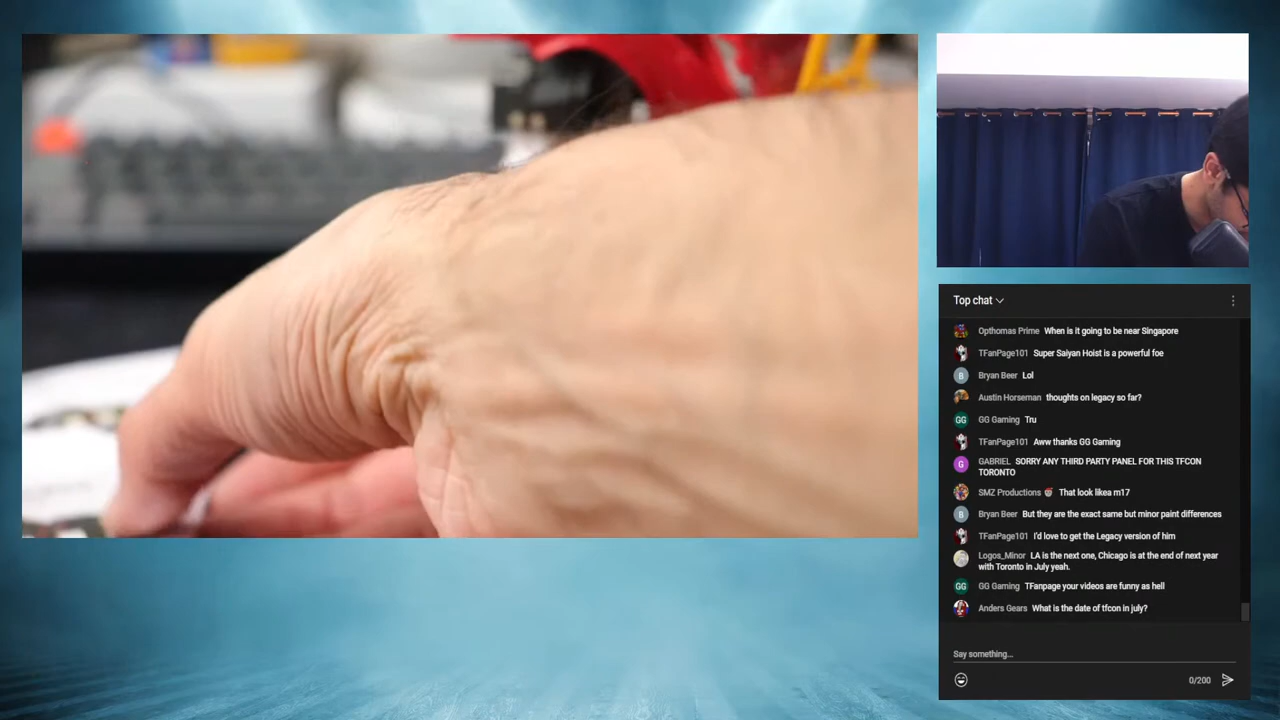 Top chat
Opthomas Prime When is it going to be near Singapore
TFanPage101 Super Saiyan Hoist is a powerful foe
B Bryan Beer Lol
Austin Horseman thoughts on legacy so far?
GG GG Gaming Tru
TFanPage101 Aww thanks GG Gaming
G GABRIEL SORRY ANY THIRD PARTY PANEL FOR THIS TFCON
TORONTO
SMZ Productions That look likea m17
B Bryan Beer But they are the exact same but minor paint differences
TFanPage101 I'd love to get the Legacy version of him
Logos_Minor LA is the next one, Chicago is at the end of next year
with Toronto in July yeah.
GG GG Gaming TFanpage your videos are funny as hell
Anders Gears What is the date of tfcon in july?
Say something...
0/200